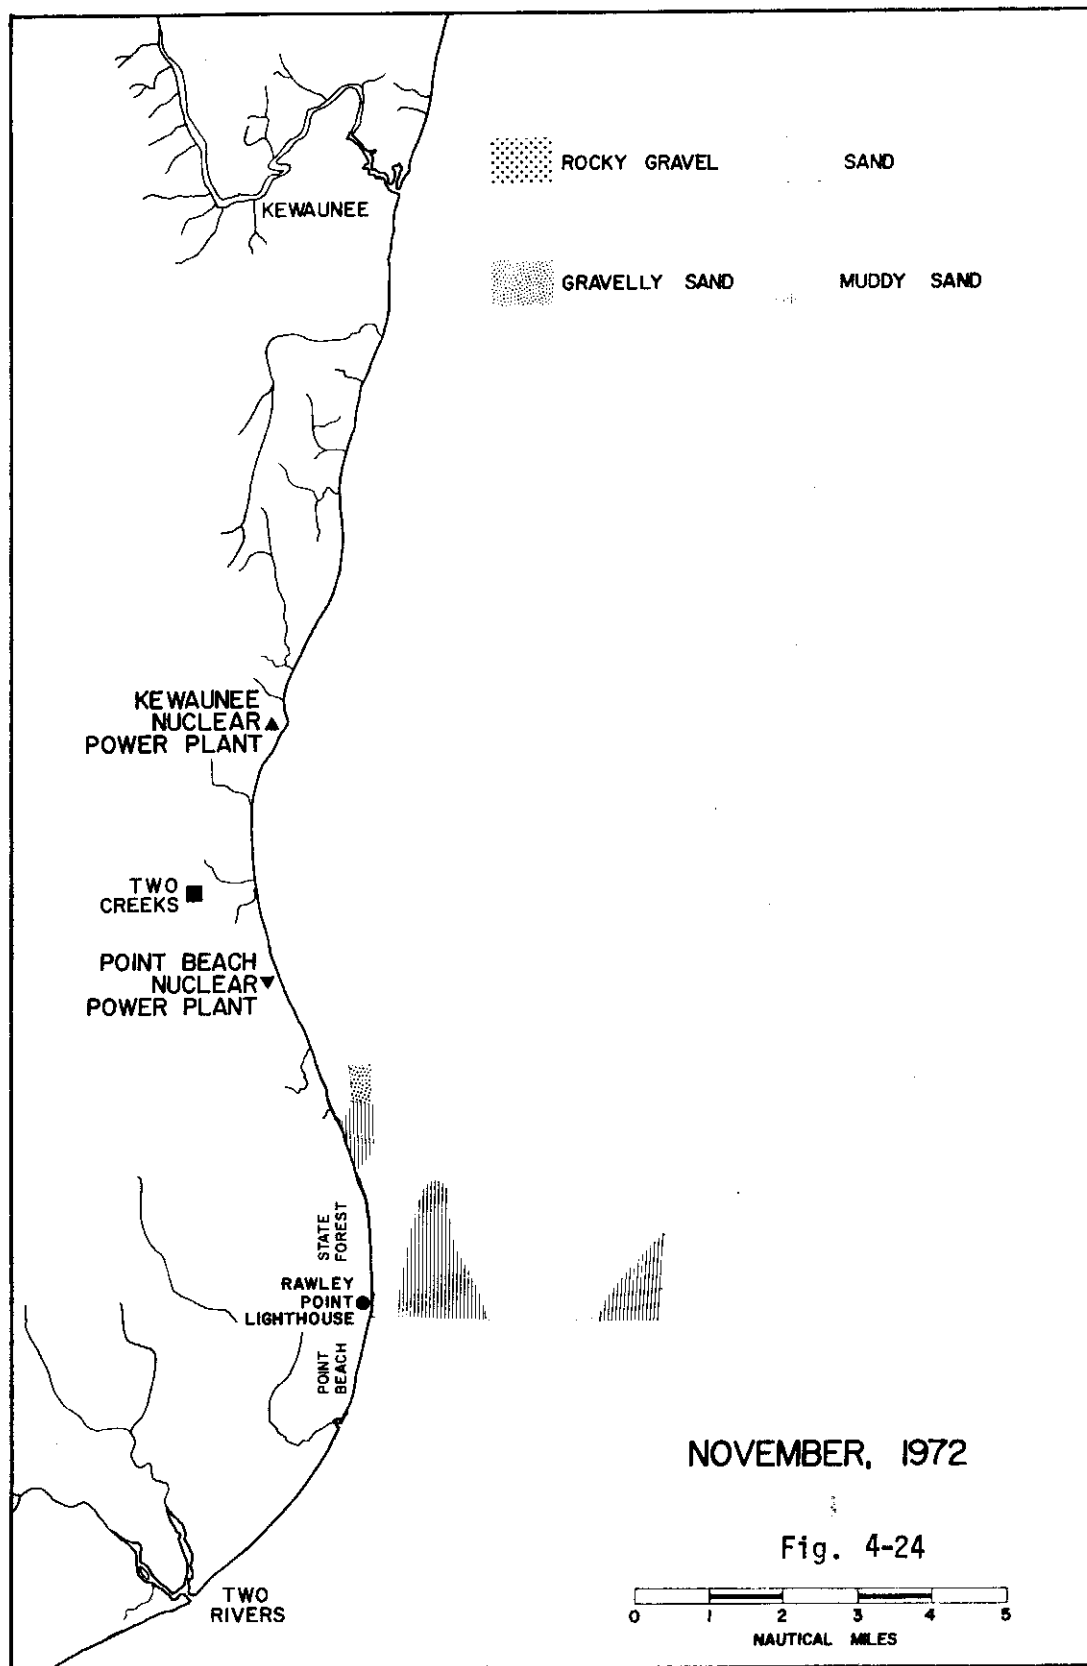 ROCKY GRAVEL
SAND
KEWAUNEE
GRAVELLY SAND
MUDDY SAND
KEWAUNEE
NUCLEAR
POWER PLANT
TWO
CREEKS
POINT BEACH
NUCLEAR
POWER PLANT
STATE
FOREST
RAWLEY
POINT
LIGHTHOUSE
POINT
BEACH
NOVEMBER, 1972
Fig. 4-24
TWO
RIVERS
0 1 2 3 4 5
NAUTICAL MILES